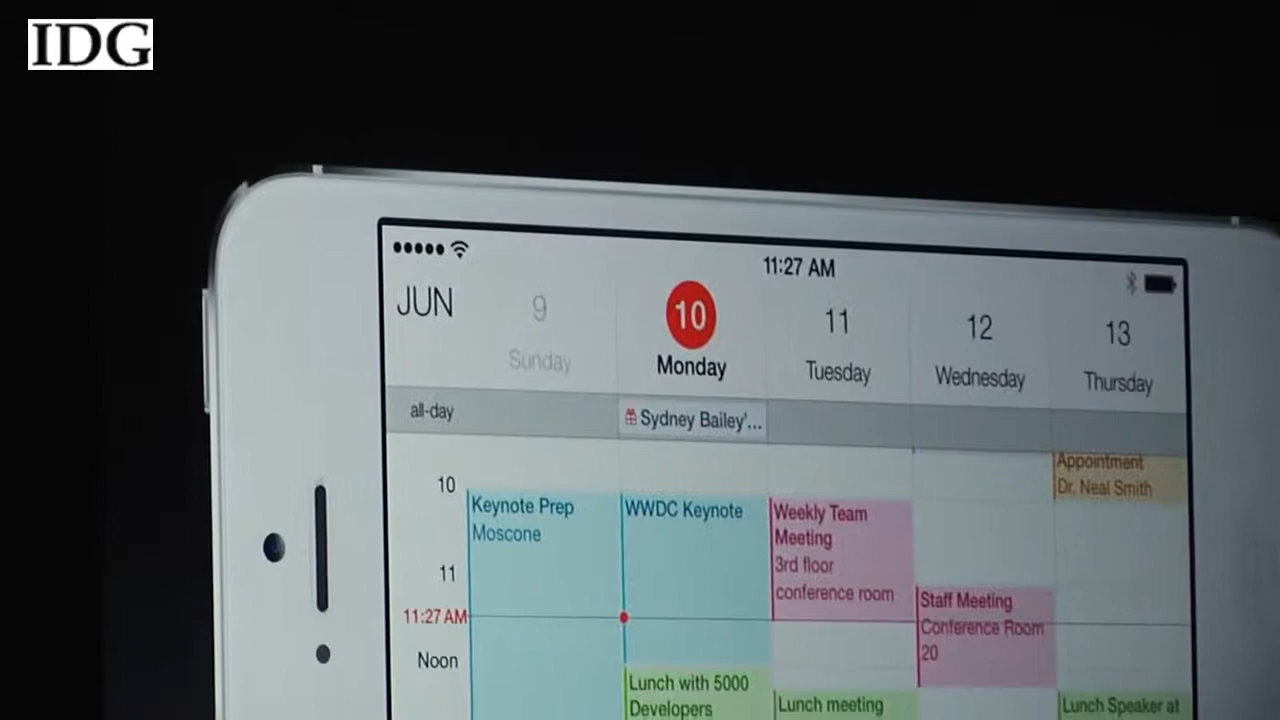 IDG
11:27 AM
JUN
9
10
11
12
13
Sunday
Monday
Tuesday
Wednesday
Thursday
all-day
Sydney Bailey'...
Appointment
Dr. Neal Smith
10
Keynote Prep
Moscone
WWDC Keynote
Weekly Team
Meeting
3rd floor
conference room
11
Staff Meeting
Conference Room
20
11:27 AM
Noon
Lunch with 5000
Developers
Lunch meeting
Lunch Speaker at